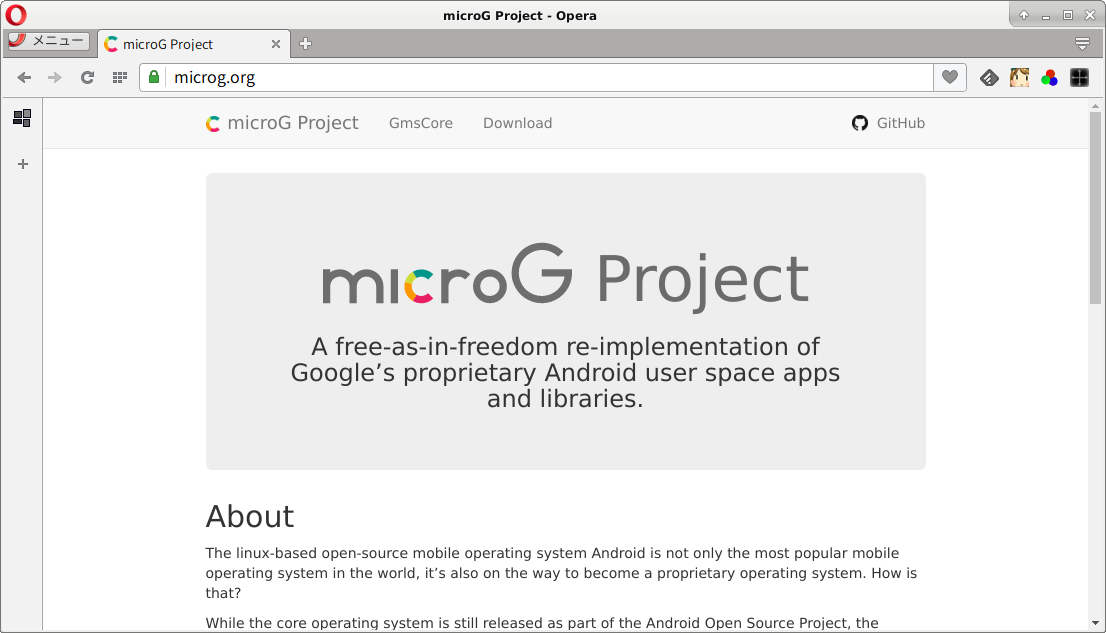 microG Project - Opera
メニュー
microG Project
microg.org
microG Project GmsCore Download GitHub
microG Project
A free-as-in-freedom re-implementation of
Google’s proprietary Android user space apps
and libraries.
About
The linux-based open-source mobile operating system Android is not only the most popular mobile
operating system in the world, it’s also on the way to become a proprietary operating system. How is
that?
While the core operating system is still released as part of the Android Open Source Project, the